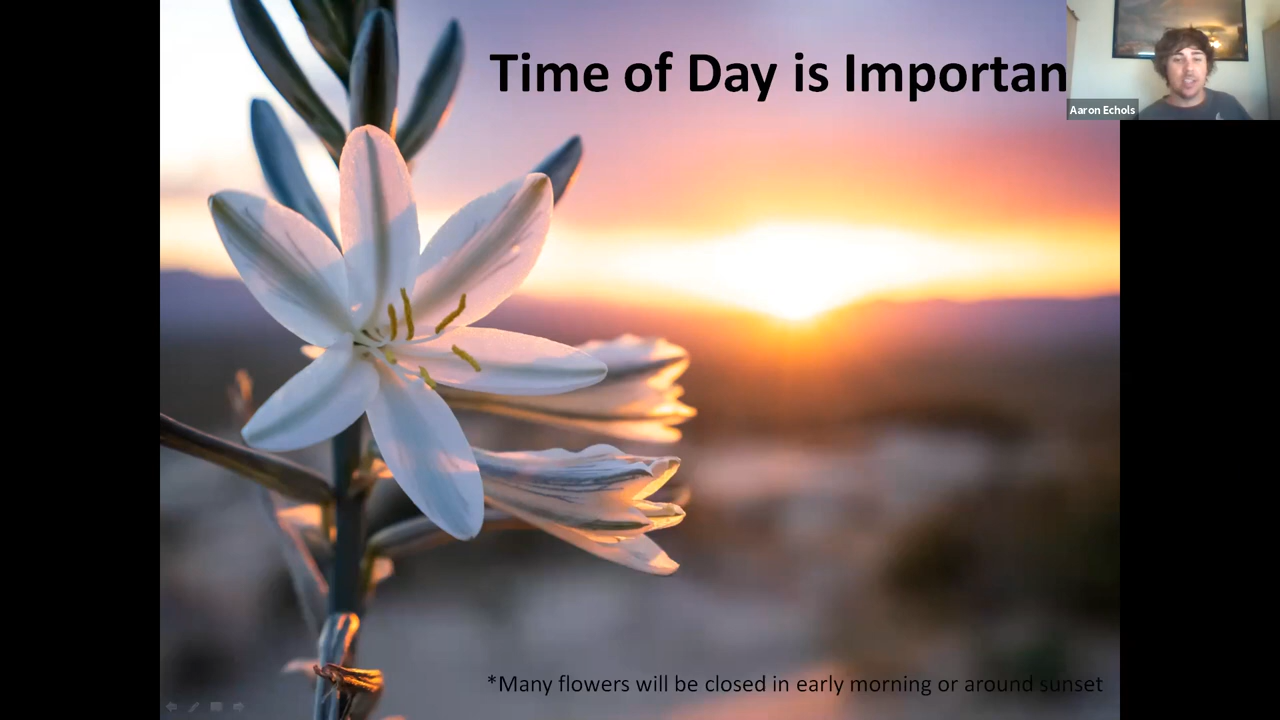 Time of Day is Importan
Aaron Echols
*Many flowers will be closed in early morning or around sunset